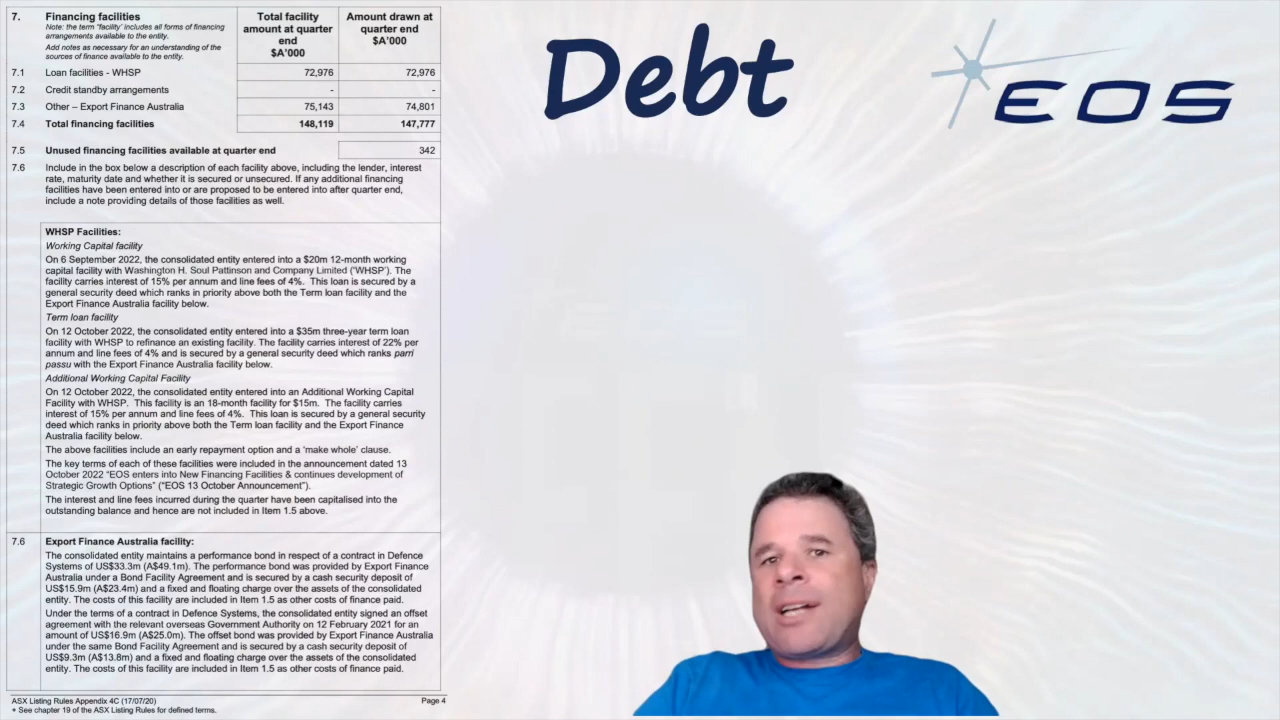 7. Financing facilities
Note: the term "facility' includes all forms of financing
arrangements available to the entity.
Add notes as necessary for an understanding of the
sources of finance available to the entity.
Total facility
amount at quarter
end
$A'000
Amount drawn at
quarter end
$A'000
7.1 Loan facilities - WHSP 72,976 72,976
7.2 Credit standby arrangements - -
7.3 Other – Export Finance Australia 75,143 74,801
7.4 Total financing facilities 148,119 147,777
7.5 Unused financing facilities available at quarter end 342
7.6 Include in the box below a description of each facility above, including the lender, interest
rate, maturity date and whether it is secured or unsecured. If any additional financing
facilities have been entered into or are proposed to be entered into after quarter end,
include a note providing details of those facilities as well.
WHSP Facilities:
Working Capital facility
On 6 September 2022, the consolidated entity entered into a $20m 12-month working
capital facility with Washington H. Soul Pattinson and Company Limited ("WHSP'). The
facility carries interest of 15% per annum and line fees of 4%. This loan is secured by a
general security deed which ranks in priority above both the Term loan facility and the
Export Finance Australia facility below.
Term loan facility
On 12 October 2022, the consolidated entity entered into a $35m three-year term loan
facility with WHSP to refinance an existing facility. The facility carries interest of 22% per
annum and line fees of 4% and is secured by a general security deed which ranks parri
passu with the Export Finance Australia facility below.
Additional Working Capital Facility
On 12 October 2022, the consolidated entity entered into an Additional Working Capital
Facility with WHSP. This facility is an 18-month facility for $15m. The facility carries
interest of 15% per annum and line fees of 4%. This loan is secured by a general security
deed which ranks in priority above both the Term loan facility and the Export Finance
Australia facility below.
The above facilities include an early repayment option and a 'make whole' clause.
The key terms of each of these facilities were included in the announcement dated 13
October 2022 "EOS enters into New Financing Facilities & continues development of
Strategic Growth Options" ("EOS 13 October Announcement").
The interest and line fees incurred during the quarter have been capitalised into the
outstanding balance and hence are not included in Item 1.5 above.
7.6 Export Finance Australia facility:
The consolidated entity maintains a performance bond in respect of a contract in Defence
Systems of US$33.3m (A$49.1m). The performance bond was provided by Export Finance
Australia under a Bond Facility Agreement and is secured by a cash security deposit of
US$15.9m (A$23.4m) and a fixed and floating charge over the assets of the consolidated
entity. The costs of this facility are included in Item 1.5 as other costs of finance paid.
Under the terms of a contract in Defence Systems, the consolidated entity signed an offset
agreement with the relevant overseas Government Authority on 12 February 2021 for an
amount of US$16.9m (A$25.0m). The offset bond was provided by Export Finance Australia
under the same Bond Facility Agreement and is secured by a cash security deposit of
US$9.3m (A$13.8m) and a fixed and floating charge over the assets of the consolidated
entity. The costs of this facility are included in Item 1.5 as other costs of finance paid.
ASX Listing Rules Appendix 4C (17/07/20) Page 4
+ See chapter 19 of the ASX Listing Rules for defined terms.
Debt
EOS